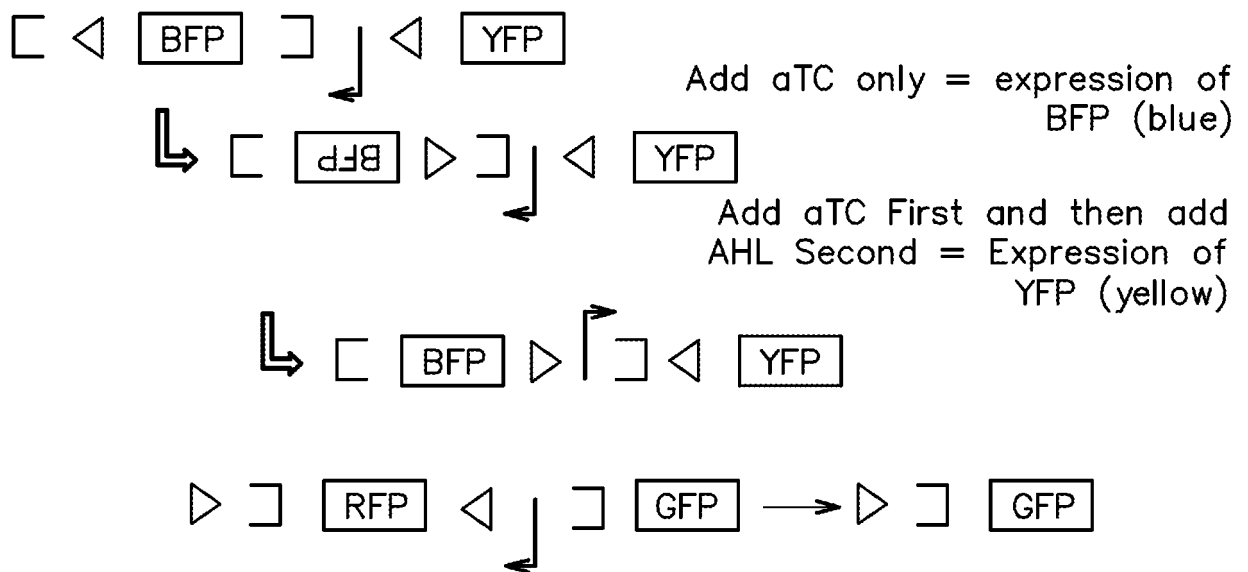 BFP YFP
Add aTC only = expression of
BFP (blue)
BFP YFP
Add aTC First and then add
AHL Second = Expression of
YFP (yellow)
BFP YFP
RFP GFP GFP